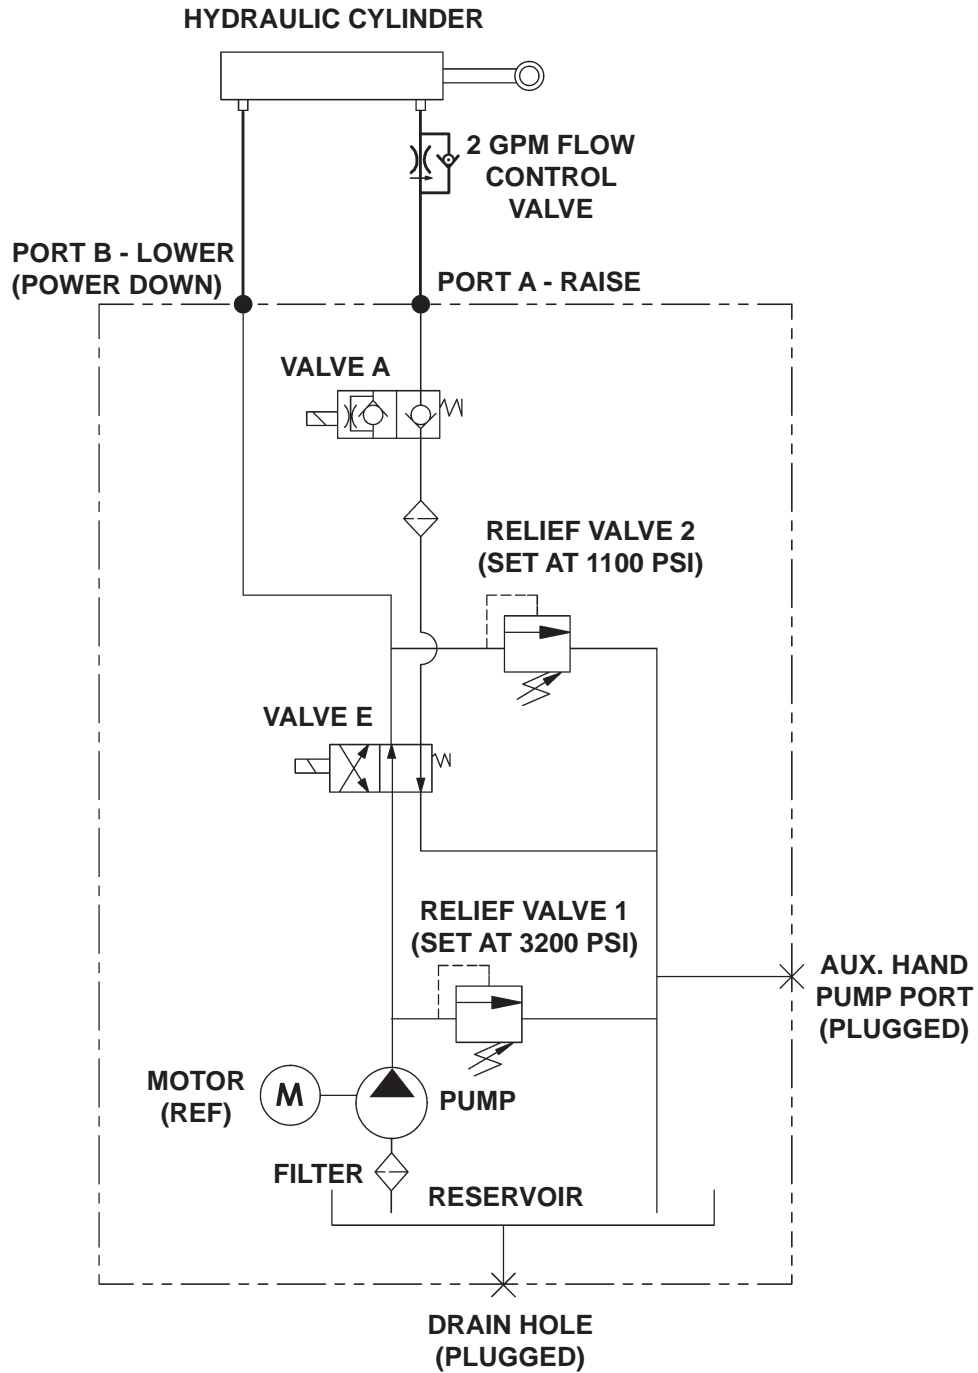 HYDRAULIC CYLINDER
2 GPM FLOW
CONTROL
VALVE
PORT B - LOWER
(POWER DOWN)
PORT A - RAISE
VALVE A
RELIEF VALVE 2
(SET AT 1100 PSI)
VALVE E
RELIEF VALVE 1
(SET AT 3200 PSI)
AUX. HAND
PUMP PORT
(PLUGGED)
MOTOR
(REF)
M
PUMP
FILTER
RESERVOIR
DRAIN HOLE
(PLUGGED)